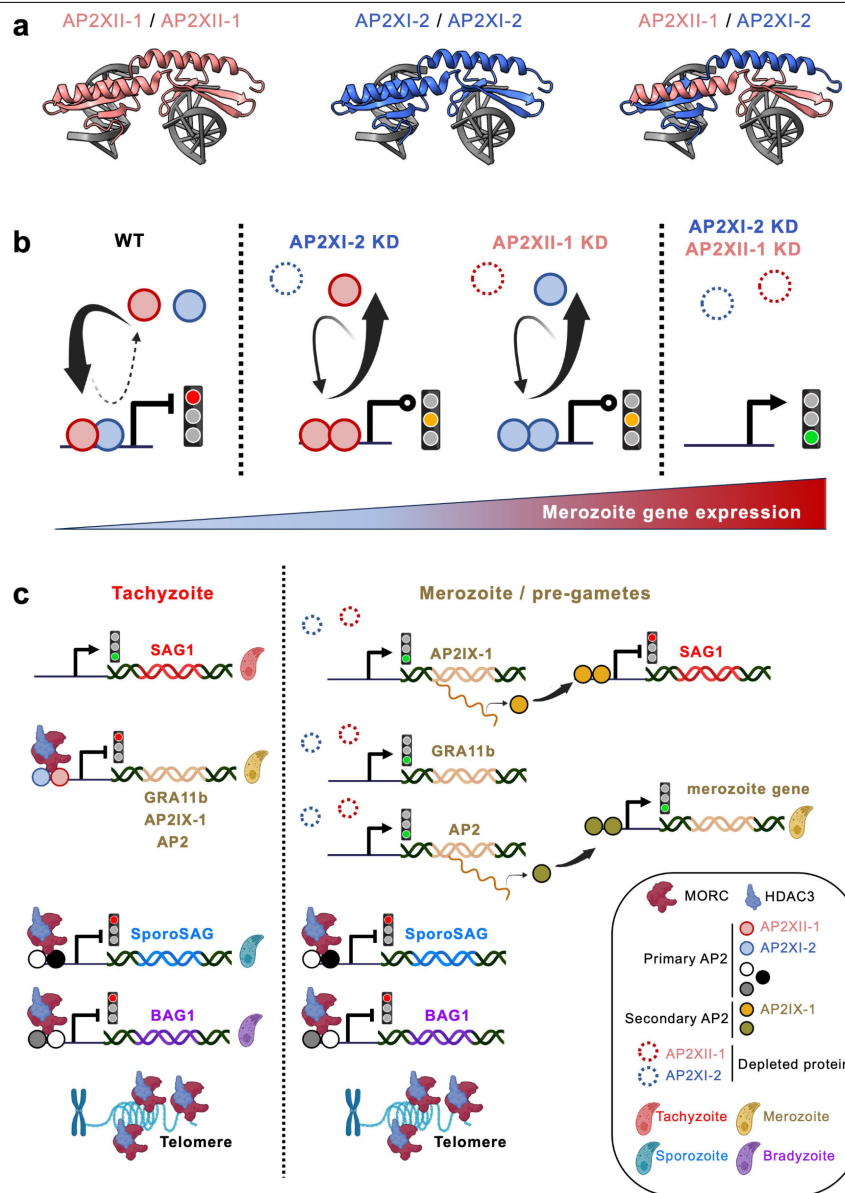 a
AP2XII-1 / AP2XII-1
AP2XI-2 / AP2XI-2
AP2XII-1 / AP2XI-2
b
WT
AP2XI-2 KD
AP2XII-1 KD
AP2XI-2 KD
AP2XII-1 KD
Merozoite gene expression
c
Tachyzoite
Merozoite / pre-gametes
SAG1
AP2IX-1
SAG1
GRA11b
AP2IX-1
AP2
GRA11b
AP2
merozoite gene
SporoSAG
SporoSAG
BAG1
BAG1
Telomere
Telomere
MORC
HDAC3
Primary AP2
AP2XII-1
AP2XI-2
Secondary AP2
AP2IX-1
AP2XII-1
AP2XI-2
Depleted protein
Tachyzoite
Merozoite
Sporozoite
Bradyzoite